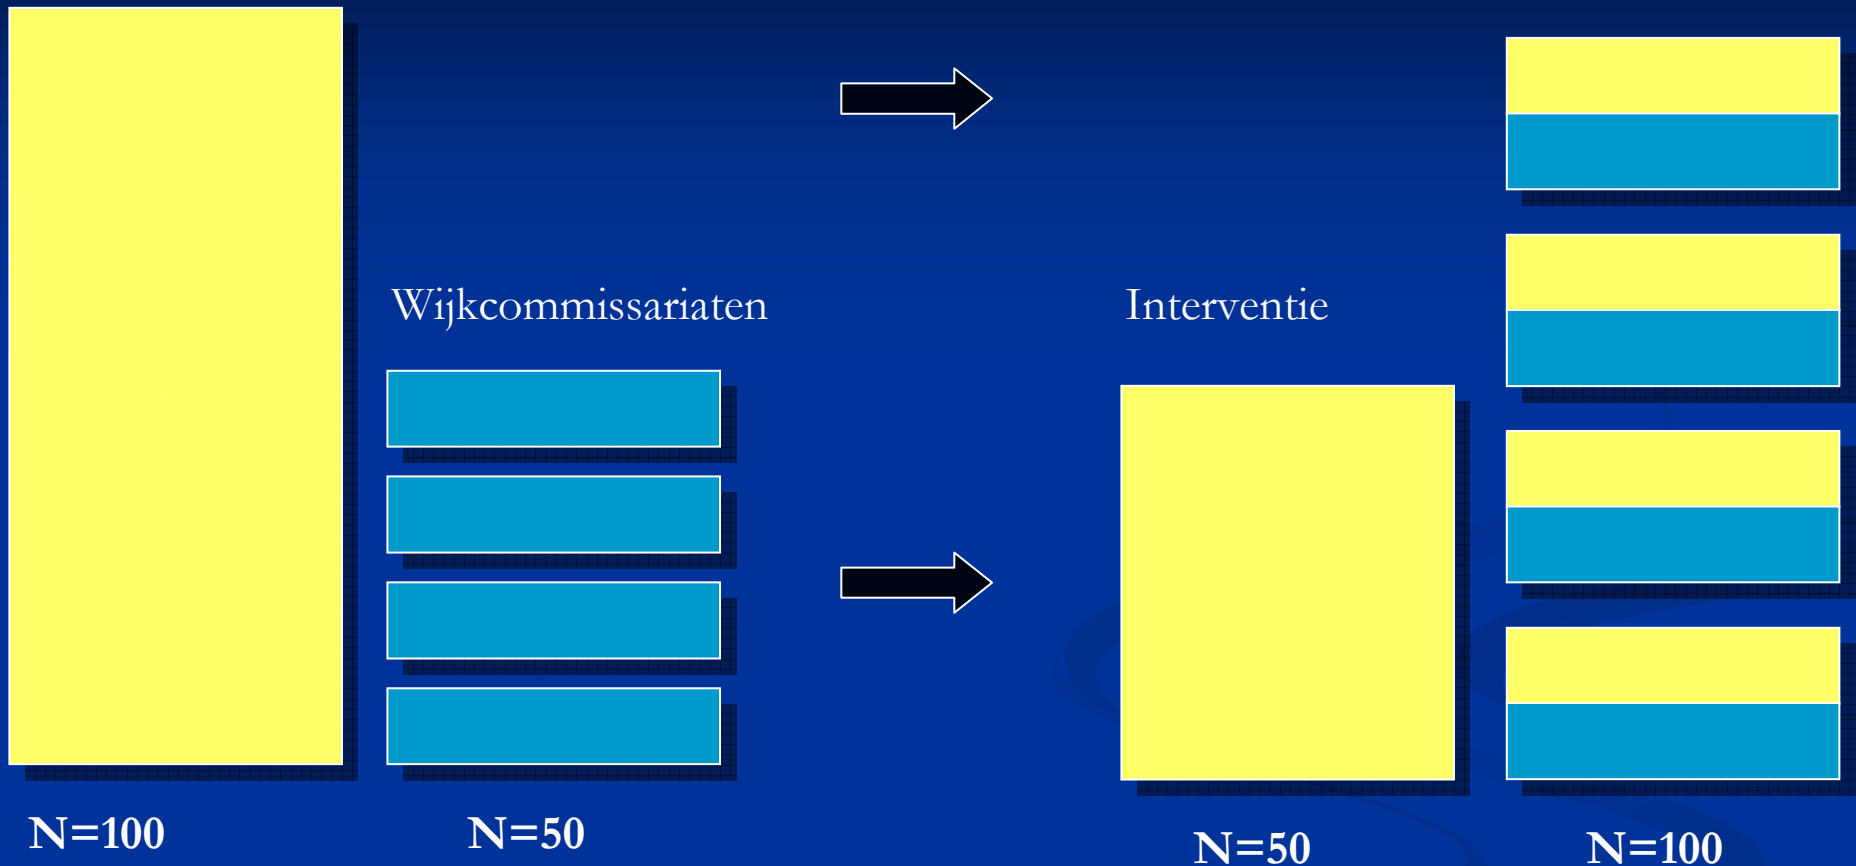 Wijkcommissariaten
Interventie
N=100
N=50
N=50
N=100